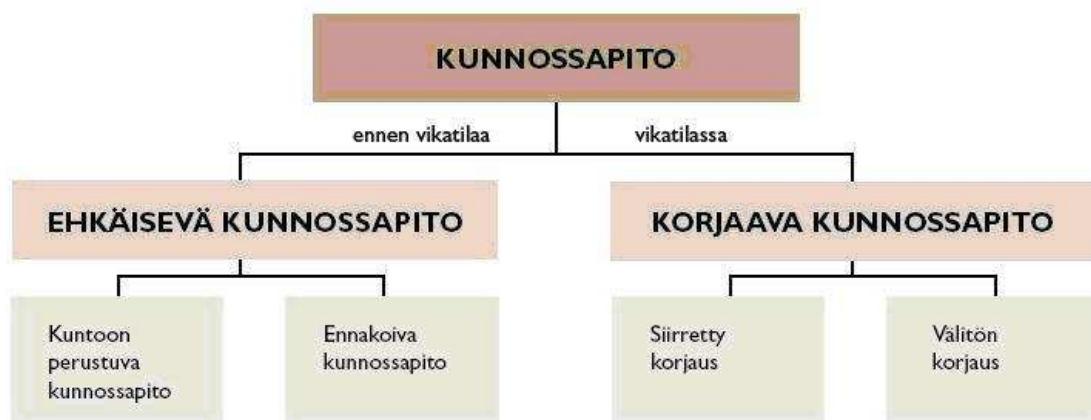 KUNNOSSAPITO
ennen vikatilaa
vikatilassa
EHKÄISEVÄ KUNNOSSAPITO
KORJAAVA KUNNOSSAPITO
Kuntoon
perustuva
kunnossapito
Ennakoiva
kunnossapito
Siirretty
korjaus
Välitön
korjaus